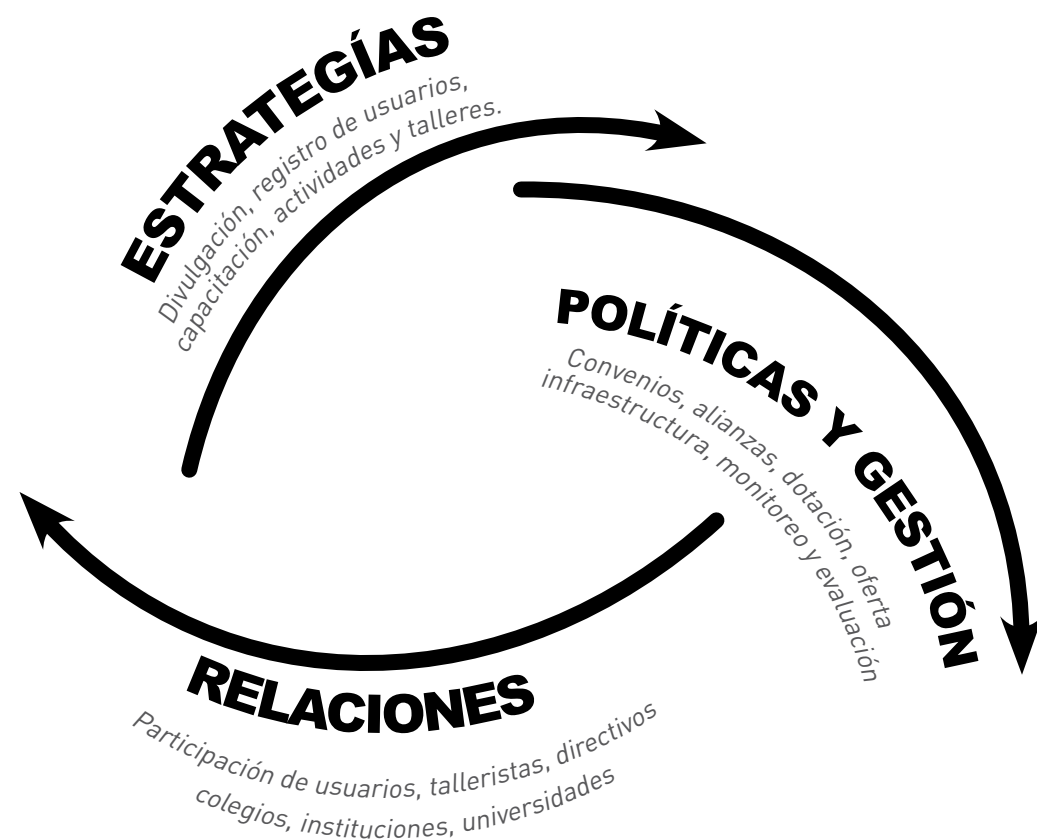 ESTRATEGÍAS
Divulgación, registro de usuarios,
capacitación, actividades y talleres.
POLÍTICAS Y GESTIÓN
Convenios, alianzas, dotación, oferta
infraestructura, monitoreo y evaluación
RELACIONES
Participación de usuarios, talleristas, directivos
colegios, instituciones, universidades